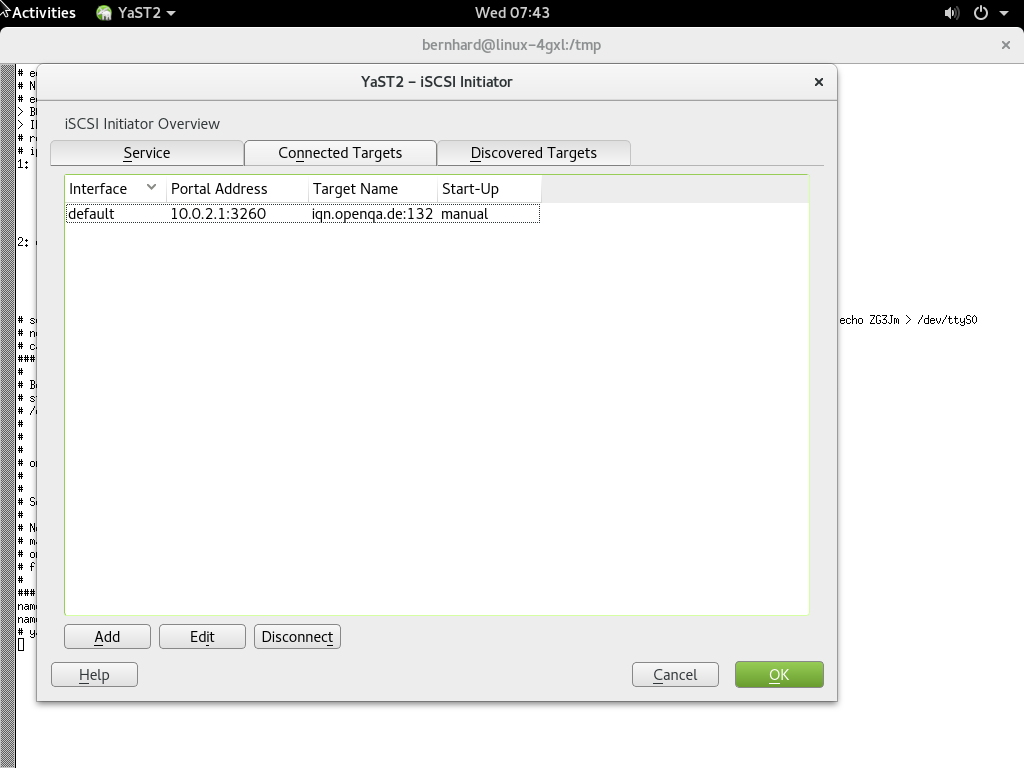 Activities YaST2 Wed 07:43
bernhard@linux-4gxl:/tmp
YaST2 - iSCSI Initiator
iSCSI Initiator Overview
Service Connected Targets Discovered Targets
Interface Portal Address Target Name Start-Up
default 10.0.2.1:3260 iqn.openqa.de:132 manual
1:
2:
echo ZG3Jm > /dev/ttyS0
Add Edit Disconnect
Help Cancel OK